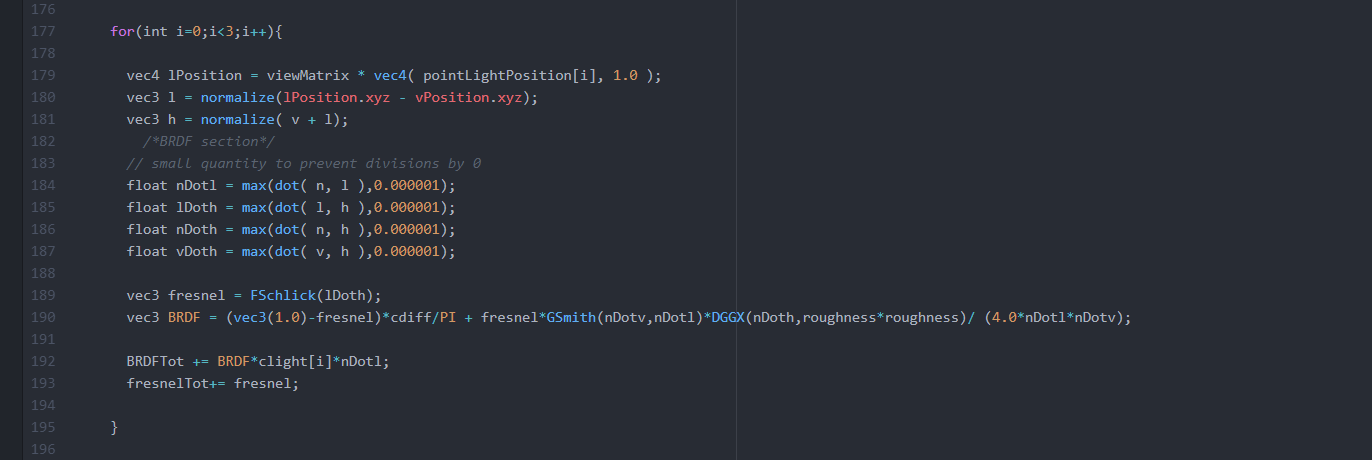 176
177 for(int i=0;i<3;i++){
178
179 vec4 lPosition = viewMatrix * vec4( pointLightPosition[i], 1.0 );
180 vec3 l = normalize(lPosition.xyz - vPosition.xyz);
181 vec3 h = normalize( v + l);
182 /*BRDF section*/
183 // small quantity to prevent divisions by 0
184 float nDotl = max(dot( n, l ),0.000001);
185 float lDoth = max(dot( l, h ),0.000001);
186 float nDoth = max(dot( n, h ),0.000001);
187 float vDoth = max(dot( v, h ),0.000001);
188
189 vec3 fresnel = FSchlick(lDoth);
190 vec3 BRDF = (vec3(1.0)-fresnel)*cdiff/PI + fresnel*GSmith(nDotv,nDotl)*DGGX(nDoth,roughness*roughness)/ (4.0*nDotl*nDotv);
191
192 BRDFTot += BRDF*clight[i]*nDotl;
193 fresnelTot+= fresnel;
194
195 }
196